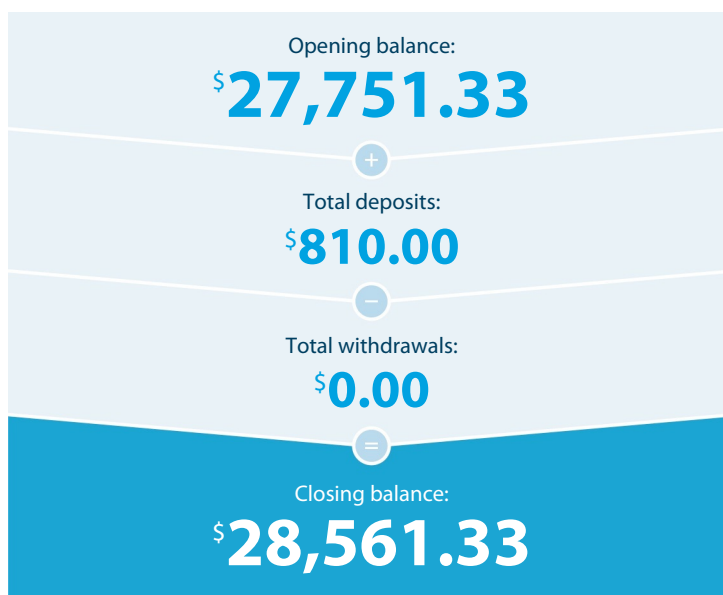 Opening balance:
$27,751.33
+
Total deposits:
$810.00
−
Total withdrawals:
$0.00
=
Closing balance:
$28,561.33